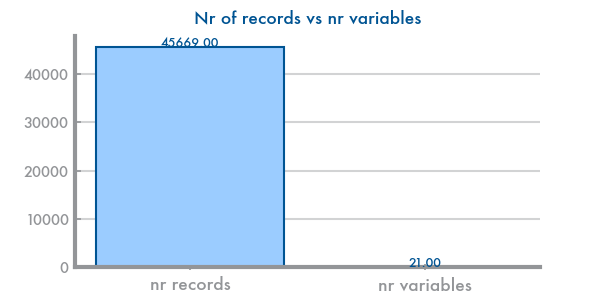 Nr of records vs nr variables
45669.00
40000
30000
20000
10000
21.00
0
nr records
nr variables